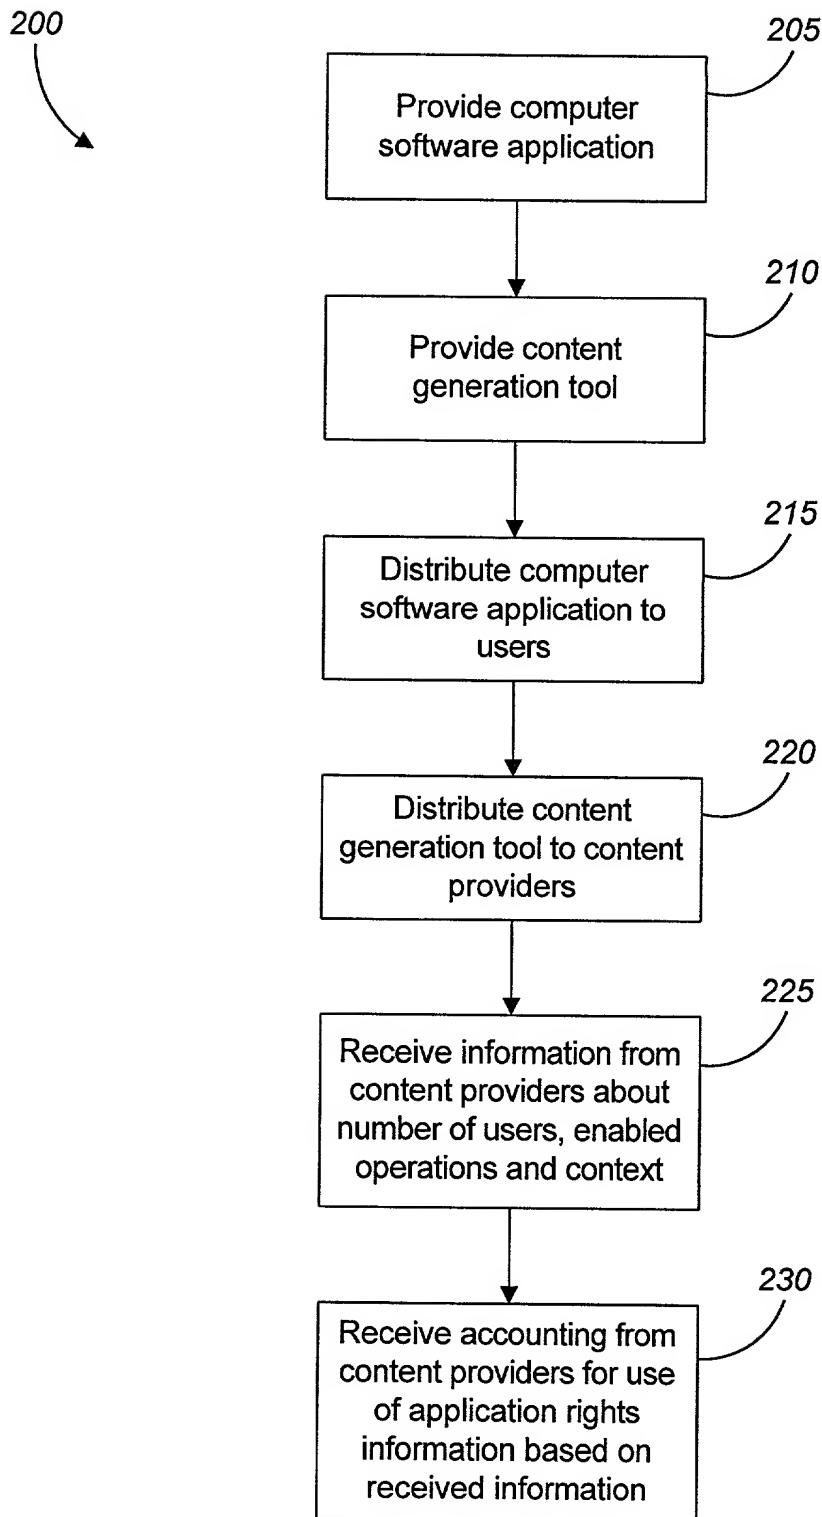 200
205
Provide computer
software application
210
Provide content
generation tool
215
Distribute computer
software application to
users
220
Distribute content
generation tool to content
providers
225
Receive information from
content providers about
number of users, enabled
operations and context
230
Receive accounting from
content providers for use
of application rights
information based on
received information